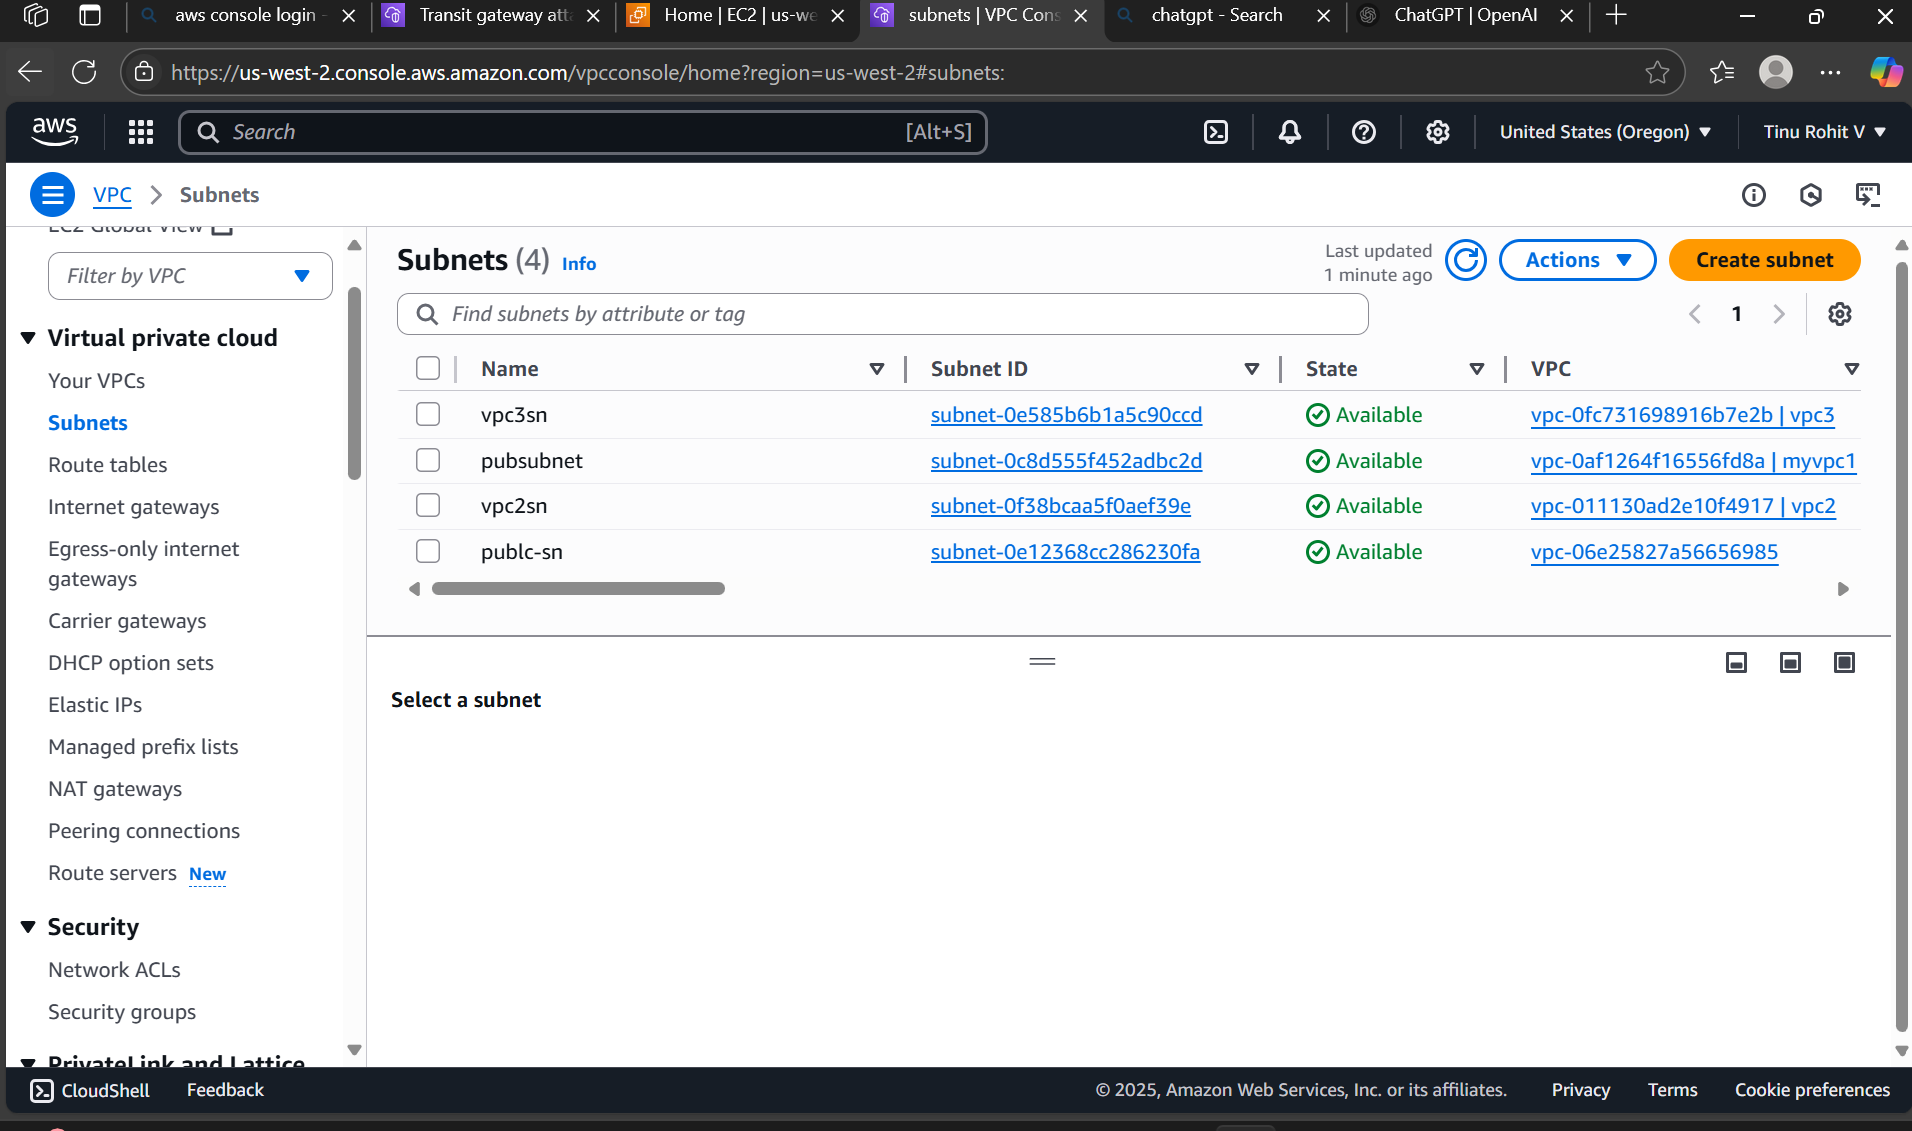 aws console login -
Transit gateway att
Home | EC2 | us-we
subnets | VPC Cons
chatgpt - Search
ChatGPT | OpenAI
https://us-west-2.console.aws.amazon.com/vpcconsole/home?region=us-west-2#subnets:
aws
Search
[Alt+S]
United States (Oregon)
Tinu Rohit V
VPC
Subnets
EC2 Global View
Filter by VPC
Virtual private cloud
Your VPCs
Subnets
Route tables
Internet gateways
Egress-only internet
gateways
Carrier gateways
DHCP option sets
Elastic IPs
Managed prefix lists
NAT gateways
Peering connections
Route servers New
Security
Network ACLs
Security groups
PrivateLink and Lattice
Subnets (4) Info
Last updated
1 minute ago
Actions
Create subnet
Find subnets by attribute or tag
1
Name Subnet ID State VPC
vpc3sn subnet-0e585b6b1a5c90ccd Available vpc-0fc731698916b7e2b | vpc3
pubsubnet subnet-0c8d555f452adbc2d Available vpc-0af1264f16556fd8a | myvpc1
vpc2sn subnet-0f38bcaa5f0aef39e Available vpc-011130ad2e10f4917 | vpc2
publc-sn subnet-0e12368cc286230fa Available vpc-06e25827a56656985
Select a subnet
CloudShell Feedback
© 2025, Amazon Web Services, Inc. or its affiliates. Privacy Terms Cookie preferences